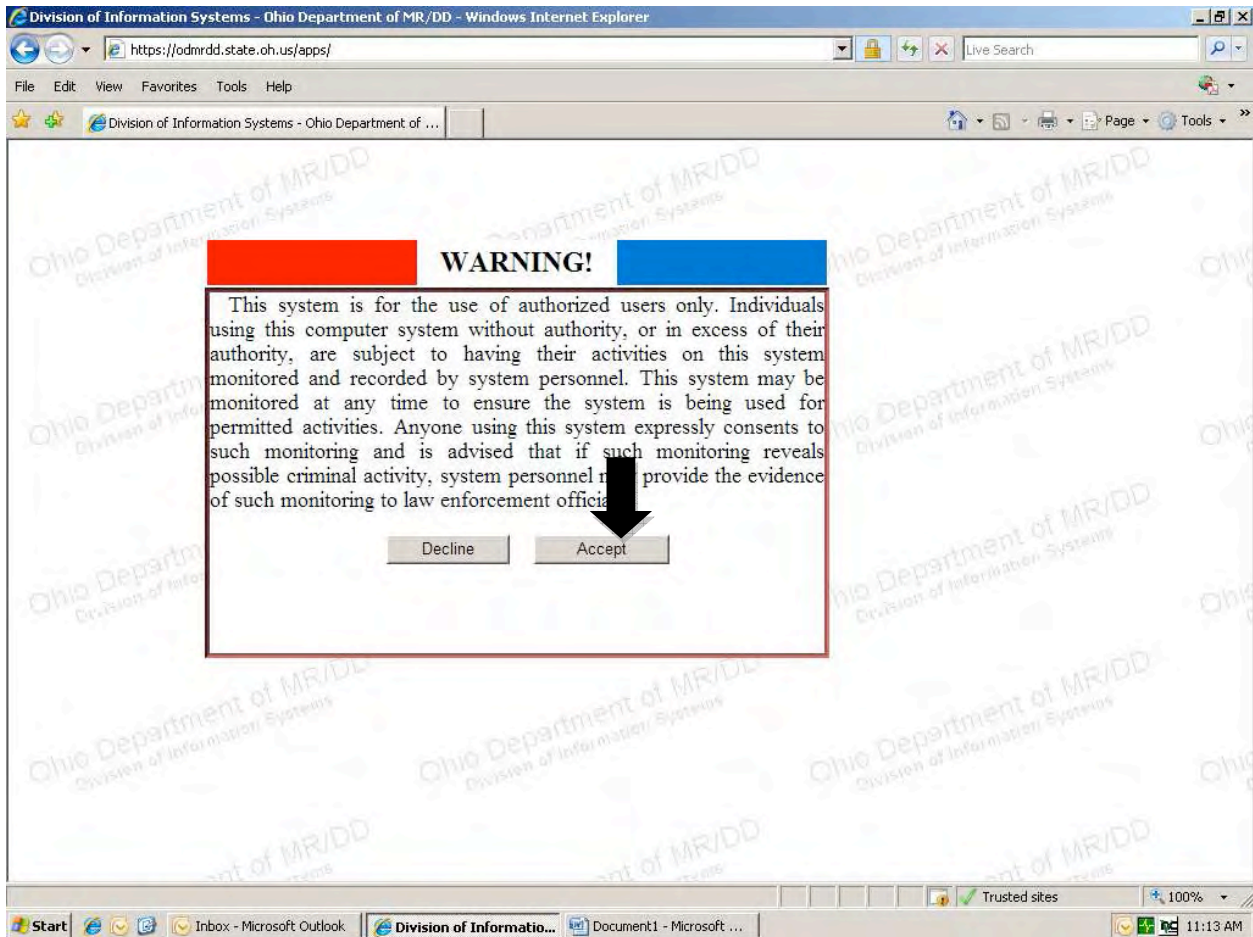 Division of Information Systems - Ohio Department of MR/DD - Windows Internet Explorer
https://odmrdd.state.oh.us/apps/
Live Search
File Edit View Favorites Tools Help
Division of Information Systems - Ohio Department of ...
Page Tools
Ohio Department of MR/DD
Division of Information Systems
WARNING!
This system is for the use of authorized users only. Individuals
using this computer system without authority, or in excess of their
authority, are subject to having their activities on this system
monitored and recorded by system personnel. This system may be
monitored at any time to ensure the system is being used for
permitted activities. Anyone using this system expressly consents to
such monitoring and is advised that if such monitoring reveals
possible criminal activity, system personnel provide the evidence
of such monitoring to law enforcement
Decline Accept
Trusted sites 100%
Start Inbox - Microsoft Outlook Division of Informatio... Document1 - Microsoft ... 11:13 AM